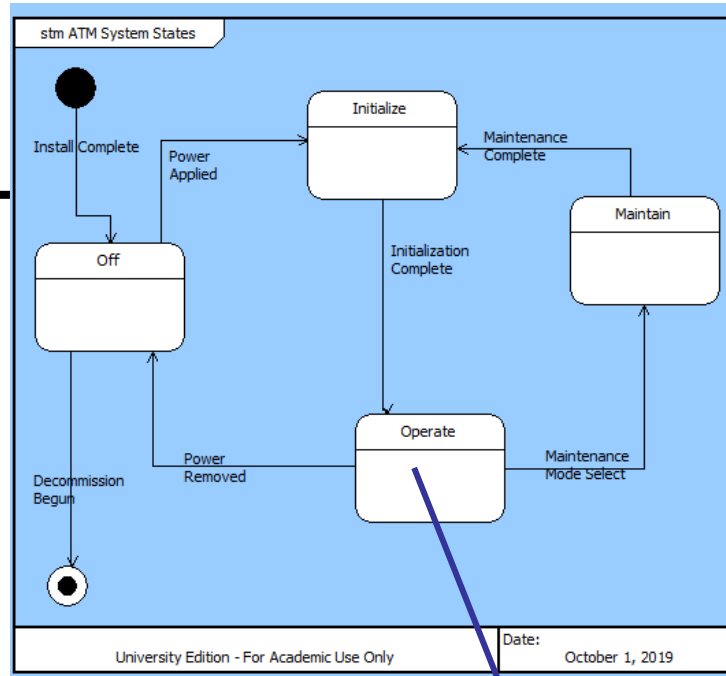 stm ATM System States
Initialize
Install Complete
Power
Applied
Maintenance
Complete
Maintain
Off
Initialization
Complete
Operate
Power
Removed
Maintenance
Mode Select
Decommission
Begun
University Edition - For Academic Use Only
Date:
October 1, 2019